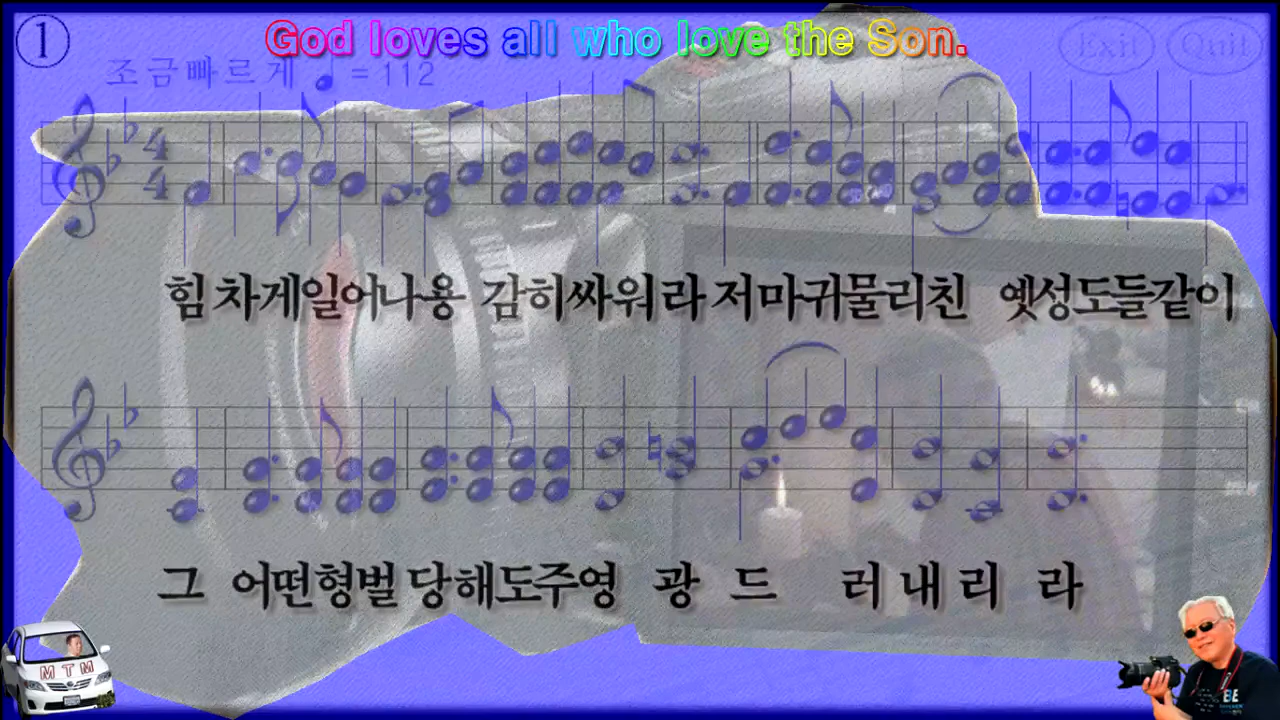 ①
God loves all who love the Son.
Exit Quit
조금빠르게 ♩ = 112
4
4
힘차게일어나용 감히싸워라저마귀물리친 옛성도들같이
그 어떤형벌당해도주영 광 드 러내리 라
MTM